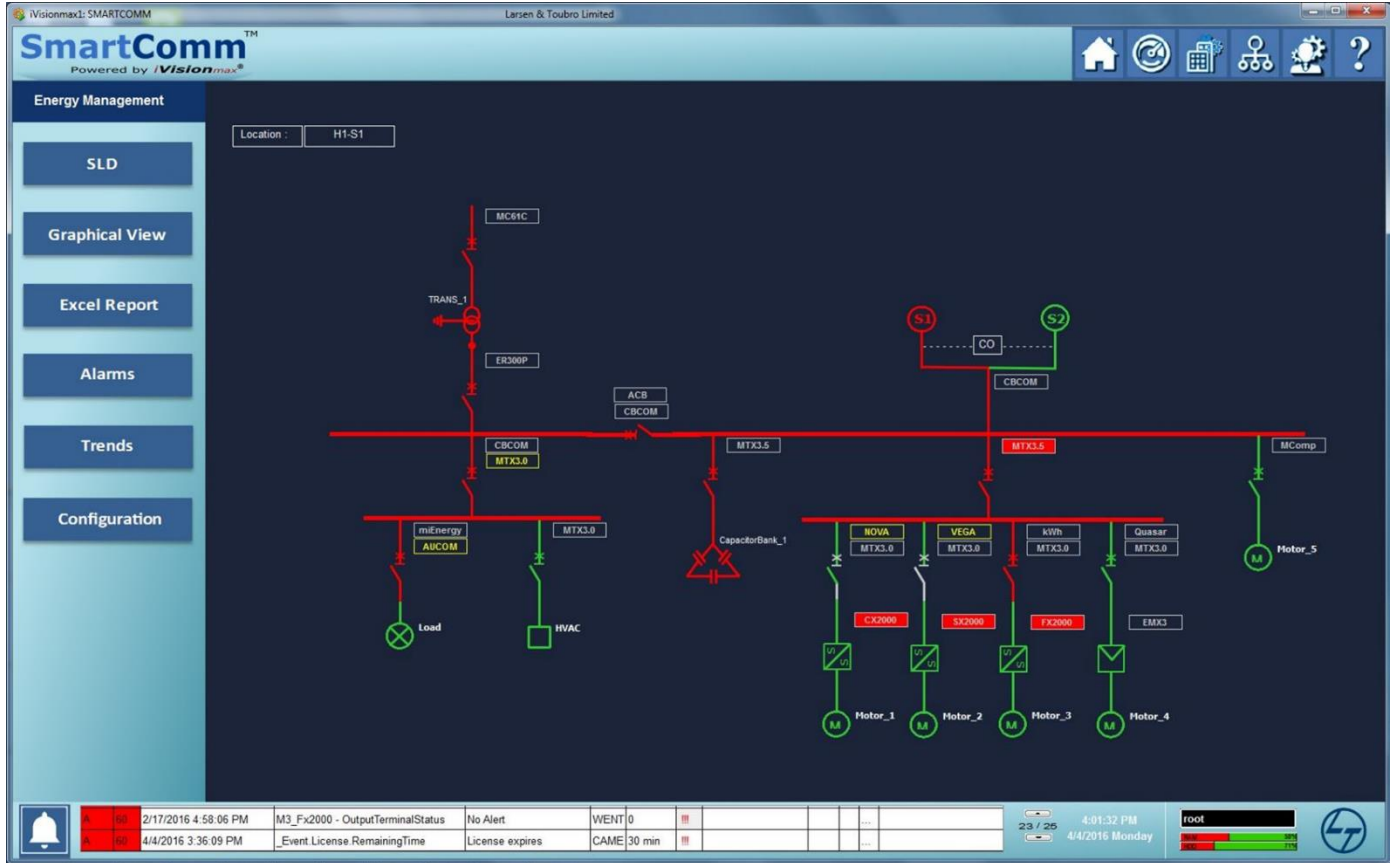 iVisionmax1: SMARTCOMM
Larsen & Toubro Limited
SmartComm™
Powered by iVisionmax®
?
Energy Management
Location : H1-S1
SLD
Graphical View
Excel Report
Alarms
Trends
Configuration
MC61C
TRANS_1
ER300P
S1
S2
CO
CBCOM
ACB
CBCOM
CBCOM
MTX3.0
MTX3.5
MTX3.5
MComp
miEnergy
AUCOM
MTX3.0
CapacitorBank_1
NOVA
MTX3.0
VEGA
MTX3.0
kWh
MTX3.0
Quasar
MTX3.0
M
Motor_5
Load
HVAC
CX2000
SX2000
FX2000
EMX3
S
S
S
S
S
S
M
Motor_1
M
Motor_2
M
Motor_3
M
Motor_4
A 60 2/17/2016 4:58:06 PM M3_Fx2000 - OutputTerminalStatus No Alert WENT 0 !!! ...
A 60 4/4/2016 3:36:09 PM _Event.License.RemainingTime License expires CAME 30 min !!! ...
23 / 25
4:01:32 PM
4/4/2016 Monday
root